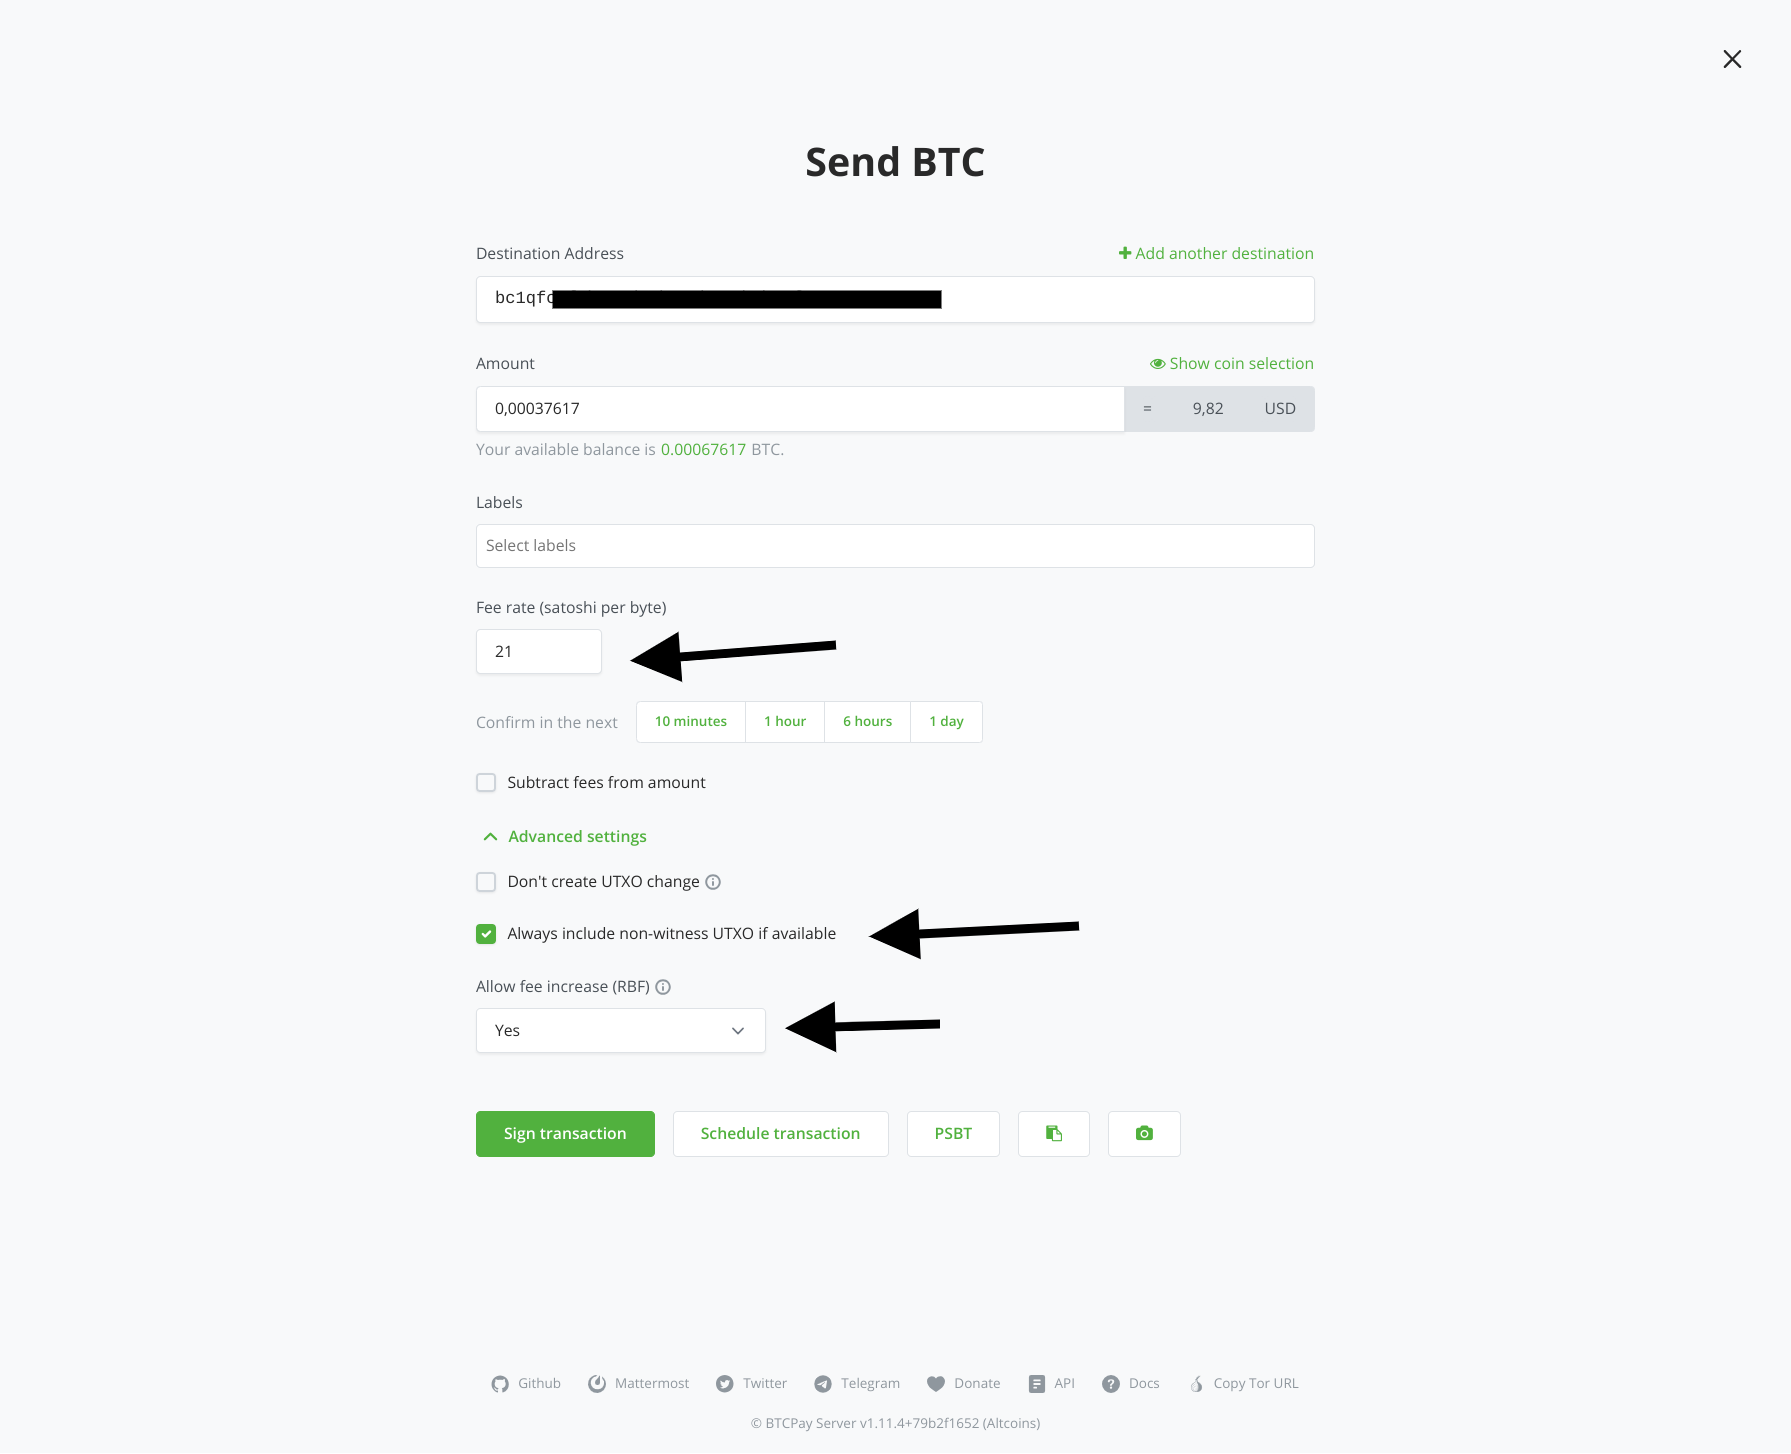 Send BTC
Destination Address
Add another destination
bc1qfc
Amount
Show coin selection
0,00037617 = 9,82 USD
Your available balance is 0.00067617 BTC.
Labels
Select labels
Fee rate (satoshi per byte)
21
Confirm in the next 10 minutes 1 hour 6 hours 1 day
Subtract fees from amount
Advanced settings
Don't create UTXO change
Always include non-witness UTXO if available
Allow fee increase (RBF)
Yes
Sign transaction Schedule transaction PSBT
Github Mattermost Twitter Telegram Donate API Docs Copy Tor URL
© BTCPay Server v1.11.4+79b2f1652 (Altcoins)